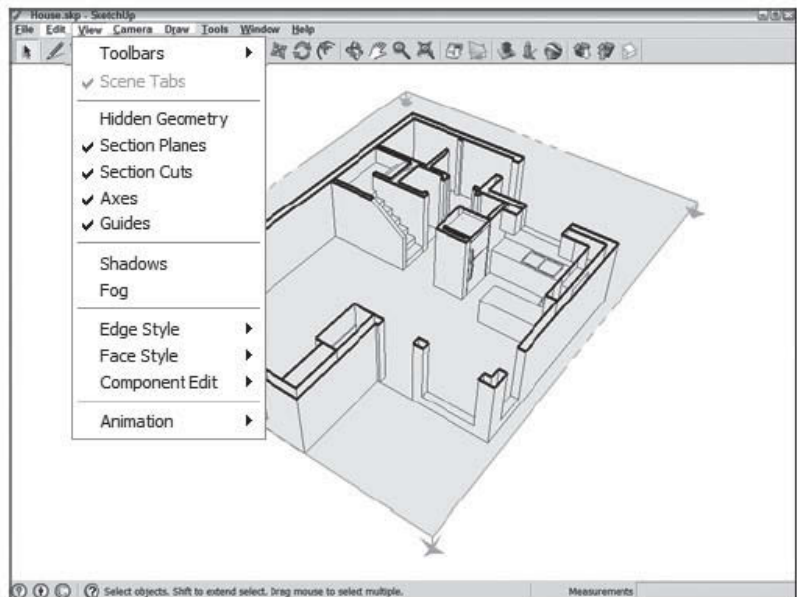 House.skp - SketchUp
File Edit View Camera Draw Tools Window Help
Toolbars
Scene Tabs
Hidden Geometry
Section Planes
Section Cuts
Axes
Guides
Shadows
Fog
Edge Style
Face Style
Component Edit
Animation
Select objects. Shift to extend select. Drag mouse to select multiple. Measurements